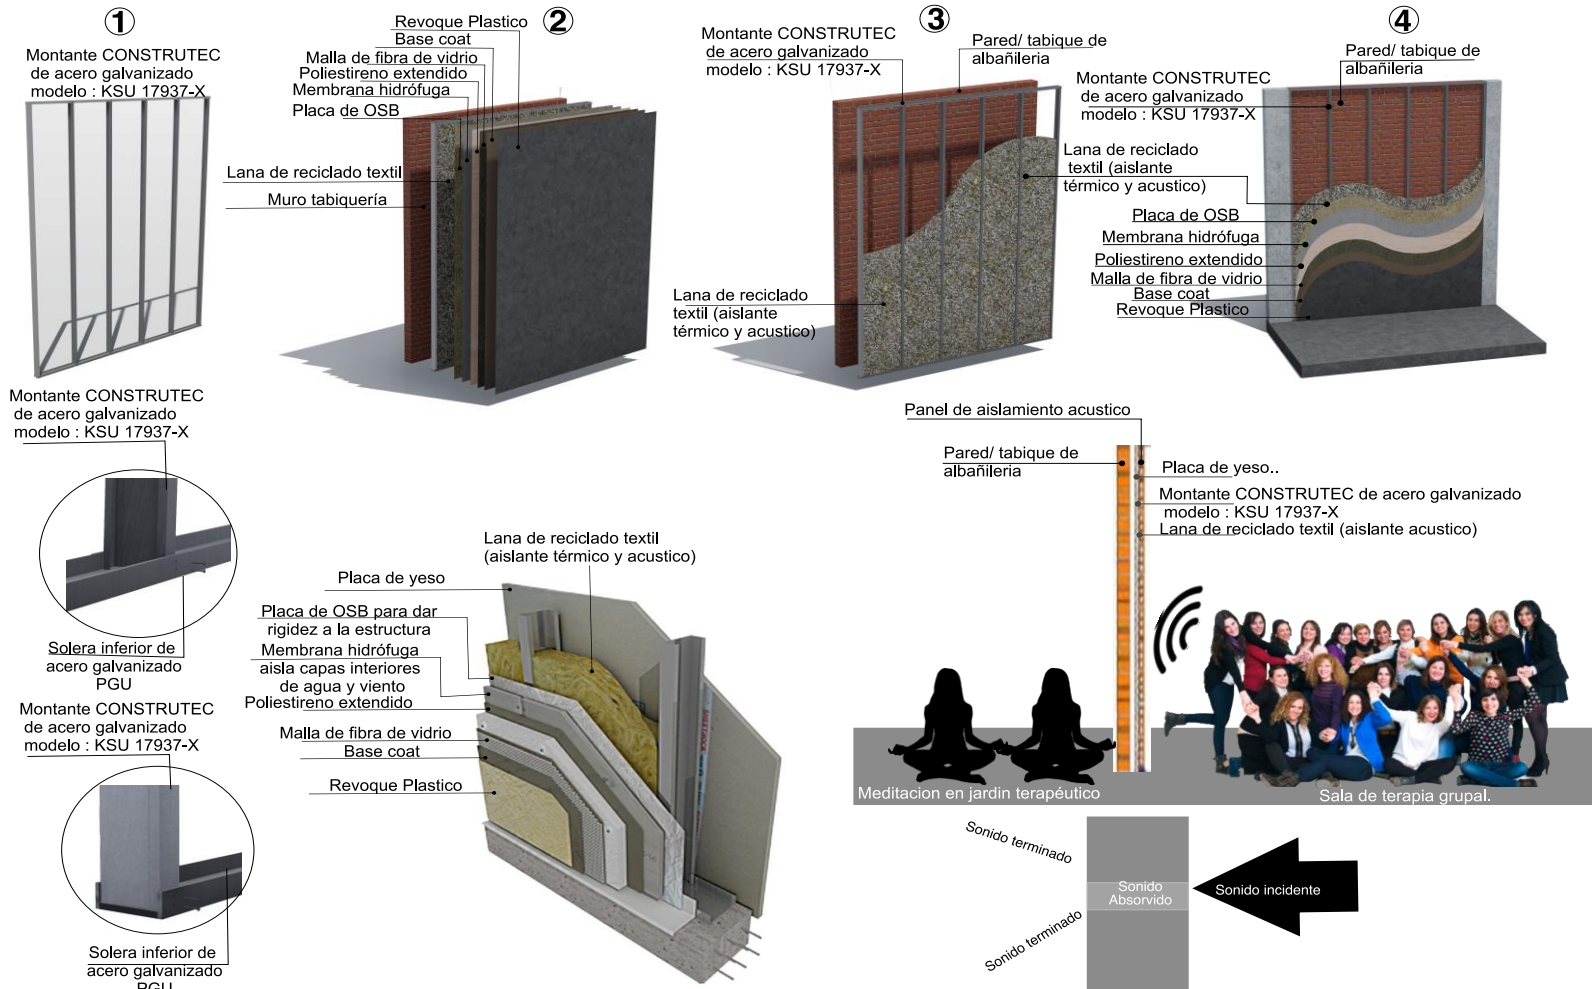 1
Montante CONSTRUTEC
de acero galvanizado
modelo : KSU 17937-X
2
Revoque Plastico
Base coat
Malla de fibra de vidrio
Poliestireno extendido
Membrana hidrófuga
Placa de OSB
Lana de reciclado textil
Muro tabiquería
3
Montante CONSTRUTEC
de acero galvanizado
modelo : KSU 17937-X
Pared/ tabique de
albañileria
Lana de reciclado
textil (aislante
térmico y acustico)
4
Pared/ tabique de
albañileria
Montante CONSTRUTEC
de acero galvanizado
modelo : KSU 17937-X
Lana de reciclado
textil (aislante
térmico y acustico)
Placa de OSB
Membrana hidrófuga
Poliestireno extendido
Malla de fibra de vidrio
Base coat
Revoque Plastico
Montante CONSTRUTEC
de acero galvanizado
modelo : KSU 17937-X
Solera inferior de
acero galvanizado
PGU
Montante CONSTRUTEC
de acero galvanizado
modelo : KSU 17937-X
Solera inferior de
acero galvanizado
PGU
Lana de reciclado textil
(aislante térmico y acustico)
Placa de yeso
Placa de OSB para dar
rigidez a la estructura
Membrana hidrófuga
aisla capas interiores
de agua y viento
Poliestireno extendido
Malla de fibra de vidrio
Base coat
Revoque Plastico
Panel de aislamiento acustico
Pared/ tabique de
albañileria
Placa de yeso..
Montante CONSTRUTEC de acero galvanizado
modelo : KSU 17937-X
Lana de reciclado textil (aislante acustico)
Meditacion en jardin terapéutico
Sala de terapia grupal.
Sonido terminado
Sonido
Absorvido
Sonido incidente
Sonido terminado